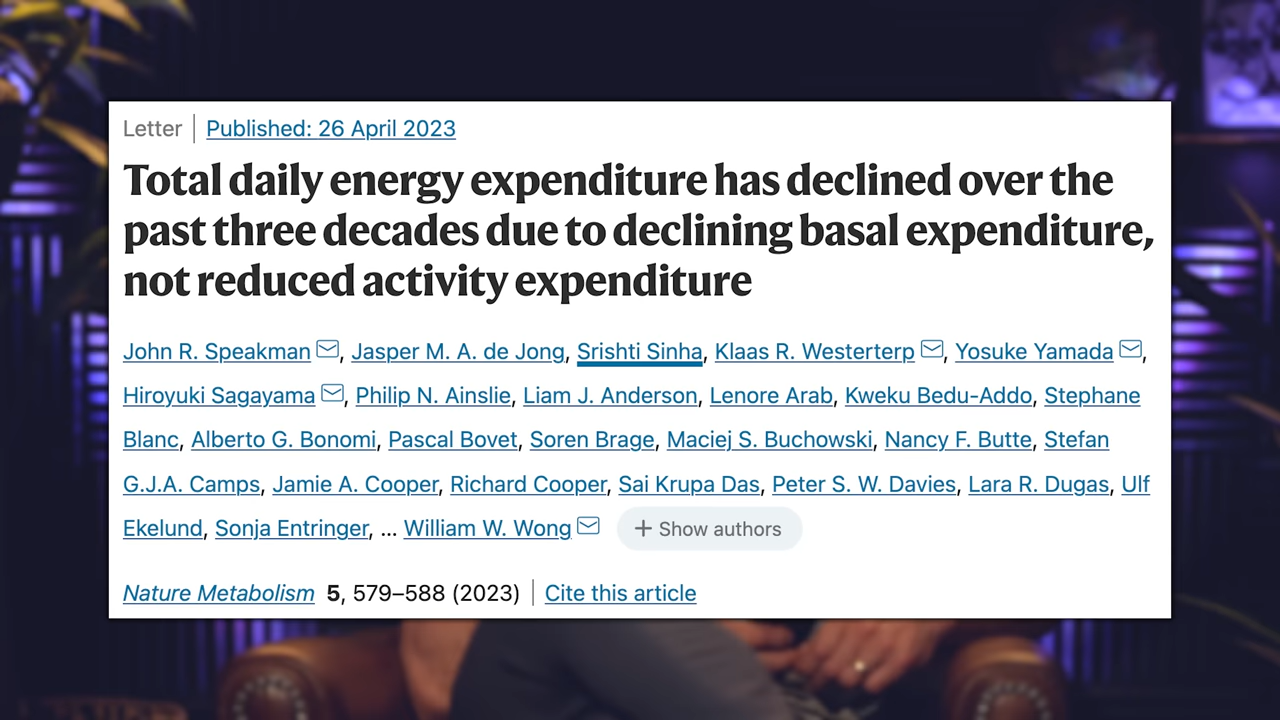 Letter | Published: 26 April 2023
Total daily energy expenditure has declined over the
past three decades due to declining basal expenditure,
not reduced activity expenditure
John R. Speakman, Jasper M. A. de Jong, Srishti Sinha, Klaas R. Westerterp, Yosuke Yamada,
Hiroyuki Sagayama, Philip N. Ainslie, Liam J. Anderson, Lenore Arab, Kweku Bedu-Addo, Stephane
Blanc, Alberto G. Bonomi, Pascal Bovet, Soren Brage, Maciej S. Buchowski, Nancy F. Butte, Stefan
G.J.A. Camps, Jamie A. Cooper, Richard Cooper, Sai Krupa Das, Peter S. W. Davies, Lara R. Dugas, Ulf
Ekelund, Sonja Entringer, ... William W. Wong + Show authors
Nature Metabolism 5, 579–588 (2023) | Cite this article